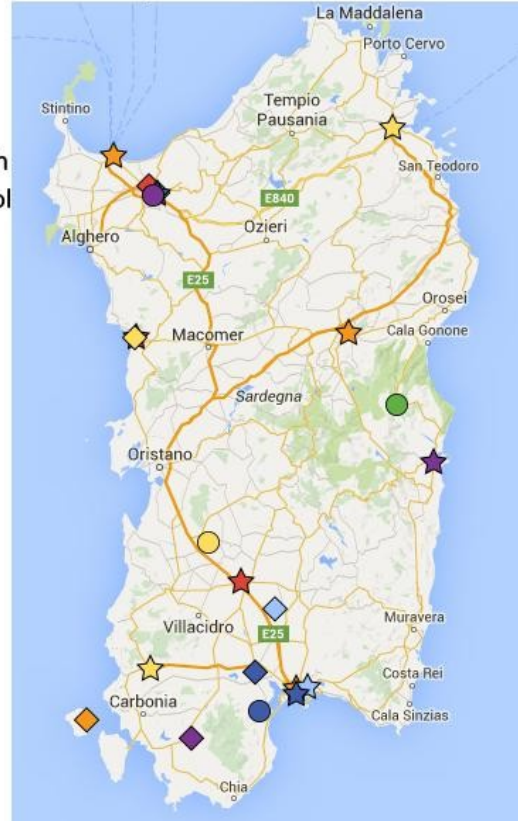 La Maddalena
Porto Cervo
Stintino
Tempio
Pausania
San Teodoro
E840
Ozieri
Alghero
E25
Orosei
Macomer
Cala Gonone
Sardegna
Oristano
Villacidro
E25
Muravera
Costa Rei
Carbonia
Cala Sinzias
Chia